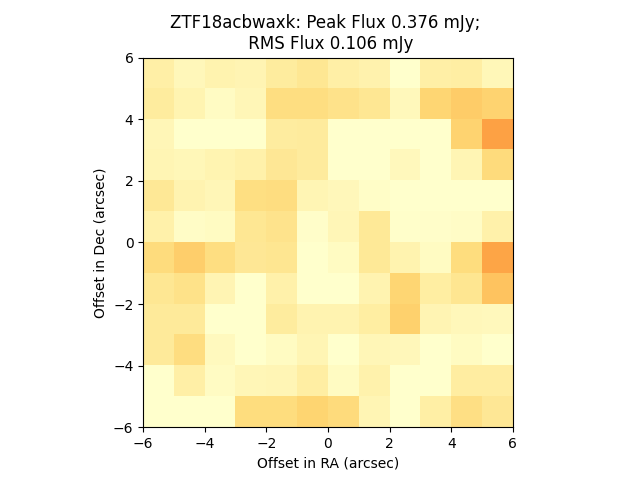 ZTF18acbwaxk: Peak Flux 0.376 mJy;
RMS Flux 0.106 mJy
6
4
2
0
−2
−4
−6
Offset in Dec (arcsec)
−6 −4 −2 0 2 4 6
Offset in RA (arcsec)